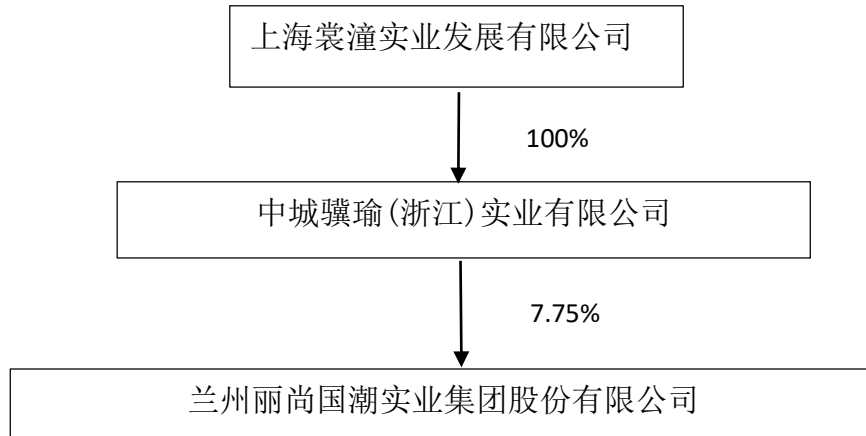 上海裳潼实业发展有限公司
100%
中城骥瑜(浙江)实业有限公司
7.75%
兰州丽尚国潮实业集团股份有限公司